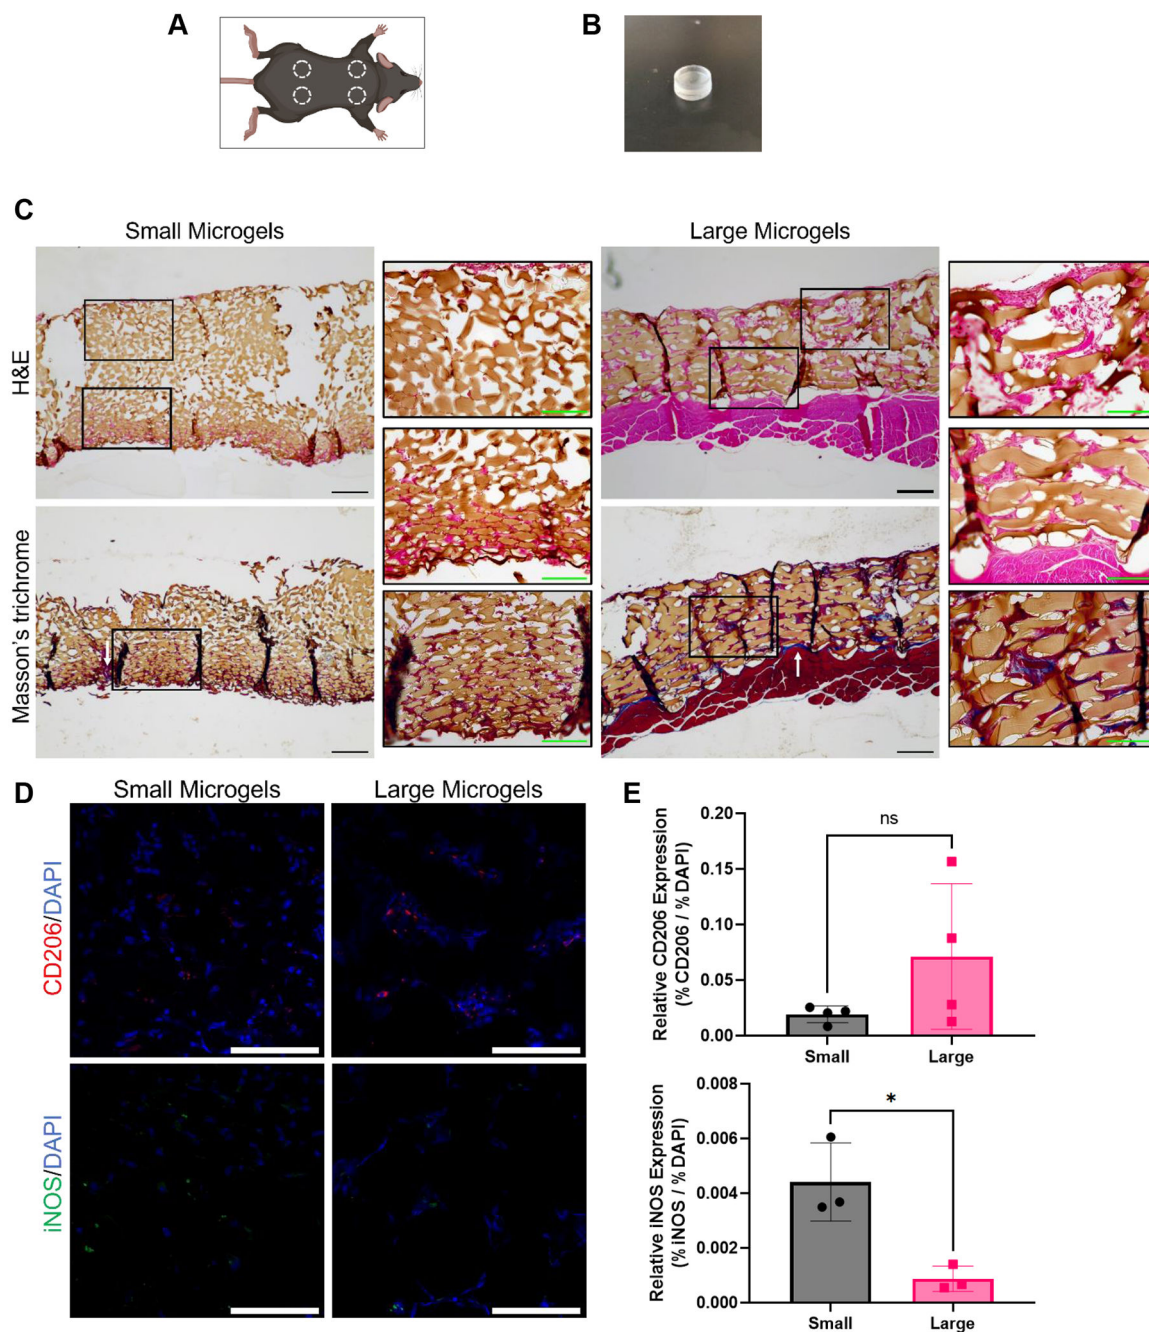 A
B
C
Small Microgels
Large Microgels
H&E
Masson's trichrome
D
Small Microgels
Large Microgels
CD206/DAPI
iNOS/DAPI
E
Relative CD206 Expression
(% CD206 / % DAPI)
0.20
0.15
0.10
0.05
0.00
ns
Small
Large
Relative iNOS Expression
(% iNOS / % DAPI)
0.008
0.006
0.004
0.002
0.000
*
Small
Large